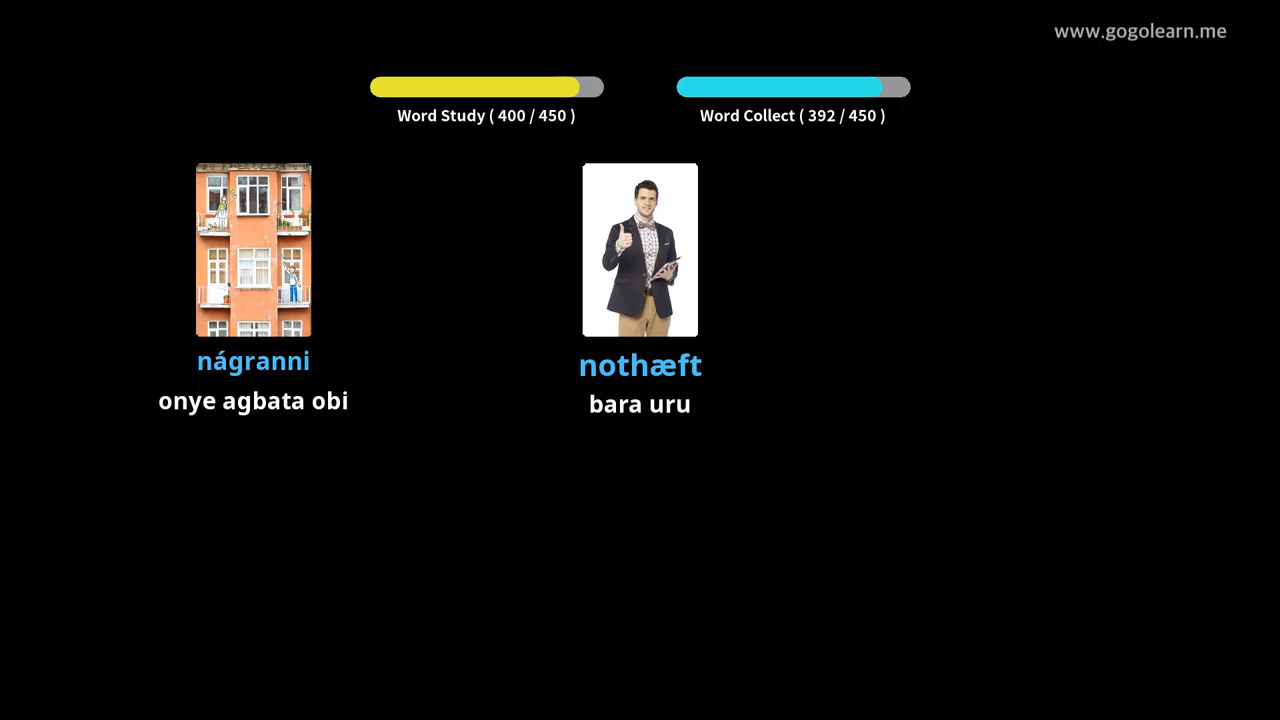 www.gogolearn.me
Word Study ( 400 / 450 )
Word Collect ( 392 / 450 )
nágranni
onye agbata obi
nothæft
bara uru